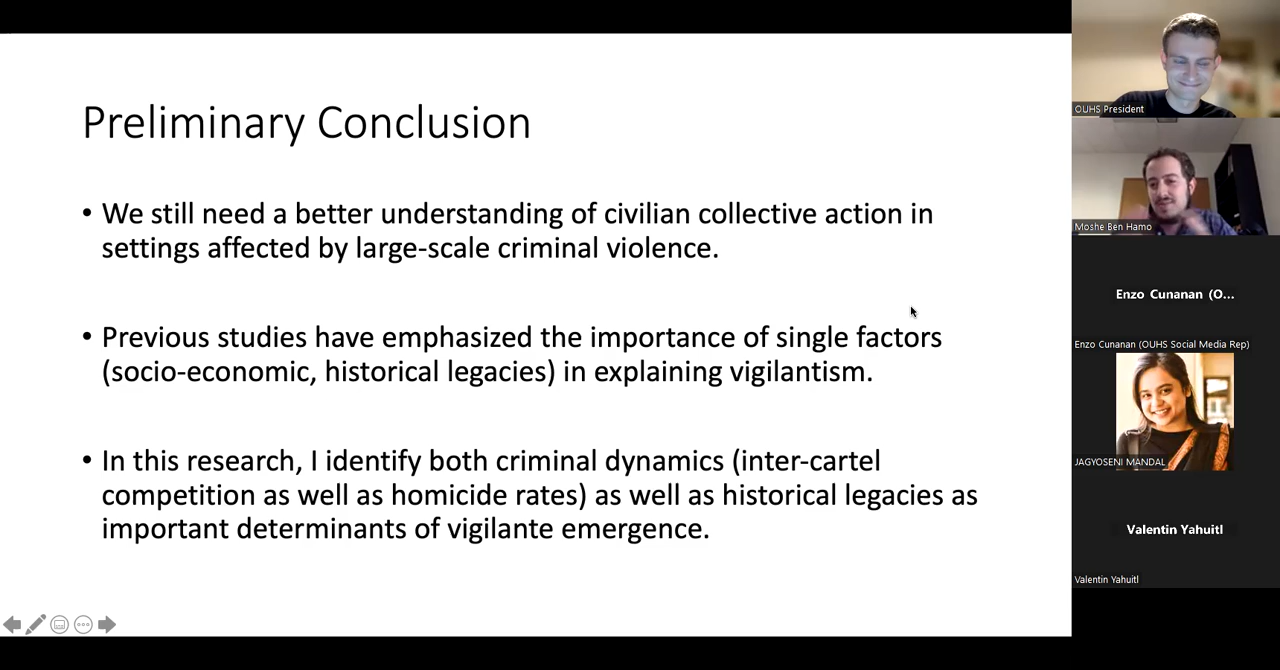 Preliminary Conclusion
• We still need a better understanding of civilian collective action in
settings affected by large-scale criminal violence.
• Previous studies have emphasized the importance of single factors
(socio-economic, historical legacies) in explaining vigilantism.
• In this research, I identify both criminal dynamics (inter-cartel
competition as well as homicide rates) as well as historical legacies as
important determinants of vigilante emergence.
OUHS President
Moshe Ben Hamo
Enzo Cunanan (O...
Enzo Cunanan (OUHS Social Media Rep)
JAGYOSENI MANDAL
Valentin Yahuitl
Valentin Yahuitl